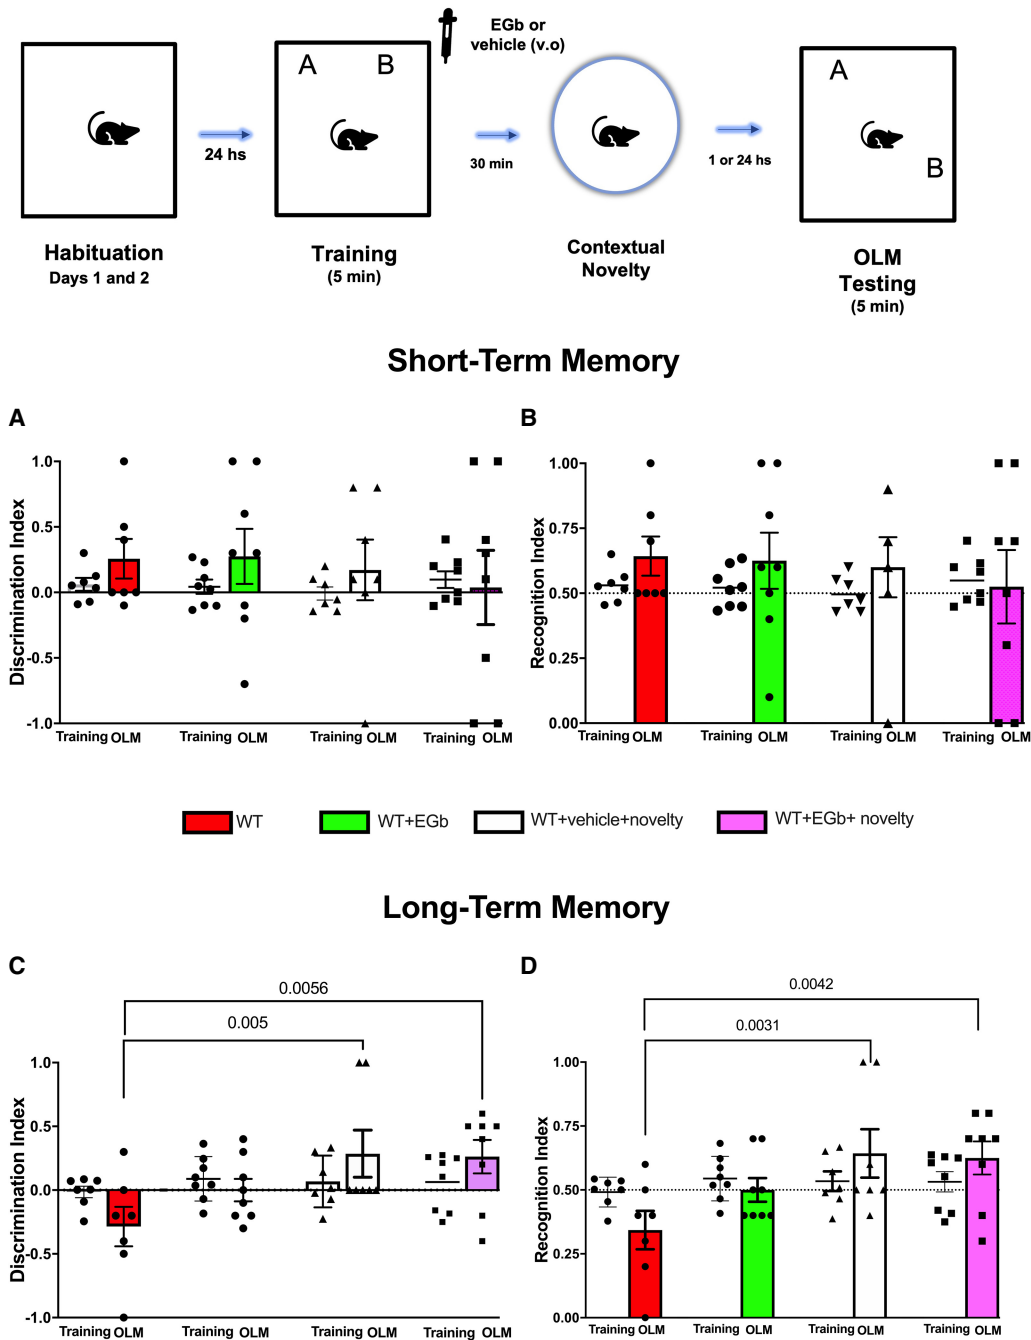 EGb or
vehicle (v.o)
A B
A
B
24 hs
30 min
1 or 24 hs
Habituation
Days 1 and 2
Training
(5 min)
Contextual
Novelty
OLM
Testing
(5 min)
Short-Term Memory
A
Discrimination Index
1.0
0.5
0.0
-0.5
-1.0
Training OLM
Training OLM
Training OLM
Training OLM
B
Recognition Index
1.00
0.75
0.50
0.25
0.00
Training OLM
Training OLM
Training OLM
Training OLM
WT
WT+EGb
WT+vehicle+novelty
WT+EGb+ novelty
Long-Term Memory
C
0.0056
0.005
Discrimination Index
1.0
0.5
0.0
-0.5
-1.0
Training OLM
Training OLM
Training OLM
Training OLM
D
0.0042
0.0031
Recognition Index
1.00
0.75
0.50
0.25
0.00
Training OLM
Training OLM
Training OLM
Training OLM